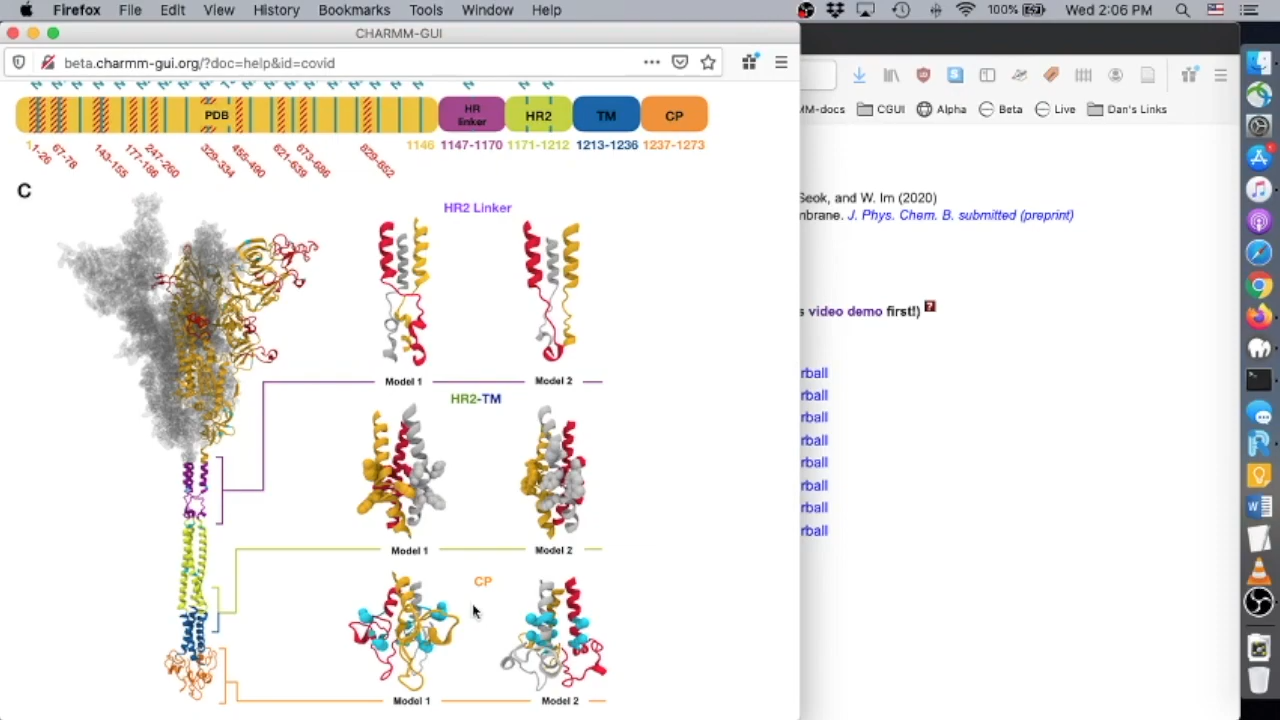 Firefox File Edit View History Bookmarks Tools Window Help 100% Wed 2:06 PM
CHARMM-GUI
beta.charmm-gui.org/?doc=help&id=covid
MM-docs CGUI Alpha Beta Live Dan's Links
PDB HR linker HR2 TM CP
1146 1147-1170 1171-1212 1213-1236 1237-1273
1-26 67-78 143-155 177-186 247-260 329-334 455-490 621-639 673-686 829-852
C
Seok, and W. Im (2020)
mbrane. J. Phys. Chem. B. submitted (preprint)
HR2 Linker
s video demo first!) ?
rball
Model 1 Model 2
rball
HR2-TM
rball
rball
rball
rball
rball
rball
Model 1 Model 2
CP
Model 1 Model 2